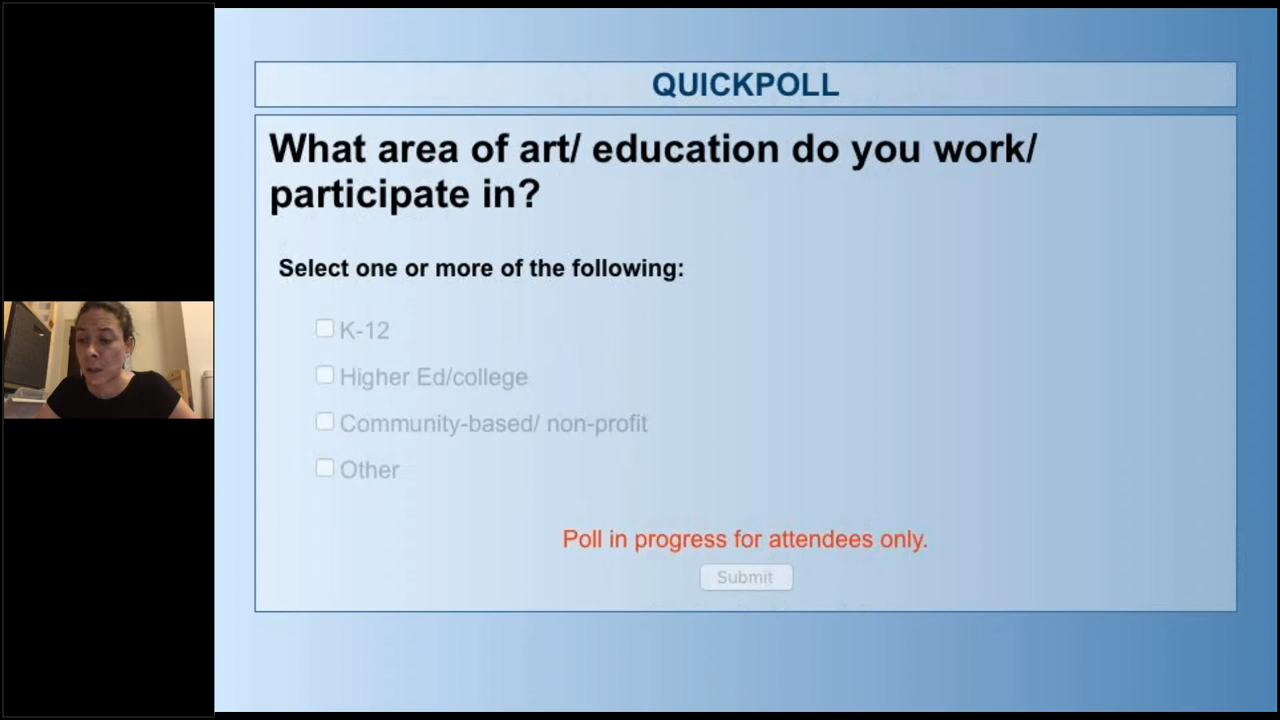 QUICKPOLL
What area of art/ education do you work/
participate in?
Select one or more of the following:
K-12
Higher Ed/college
Community-based/ non-profit
Other
Poll in progress for attendees only.
Submit